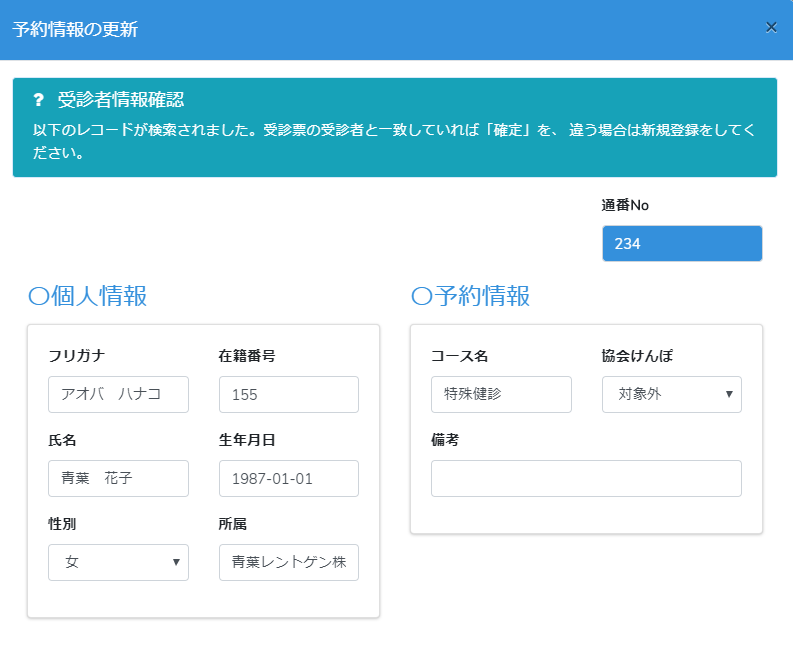 予約情報の更新 ×
? 受診者情報確認
以下のレコードが検索されました。受診票の受診者と一致していれば「確定」を、 違う場合は新規登録をしてく
ださい。
通番No
234
〇個人情報
フリガナ 在籍番号
アオバ　ハナコ 155
氏名 生年月日
青葉　花子 1987-01-01
性別 所属
女 ▼ 青葉レントゲン株
〇予約情報
コース名 協会けんぽ
特殊健診 対象外 ▼
備考